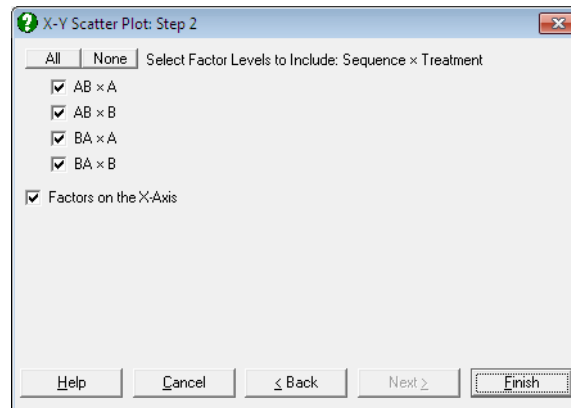 X-Y Scatter Plot: Step 2
All None Select Factor Levels to Include: Sequence × Treatment
AB × A
AB × B
BA × A
BA × B
Factors on the X-Axis
Help Cancel < Back Next > Finish